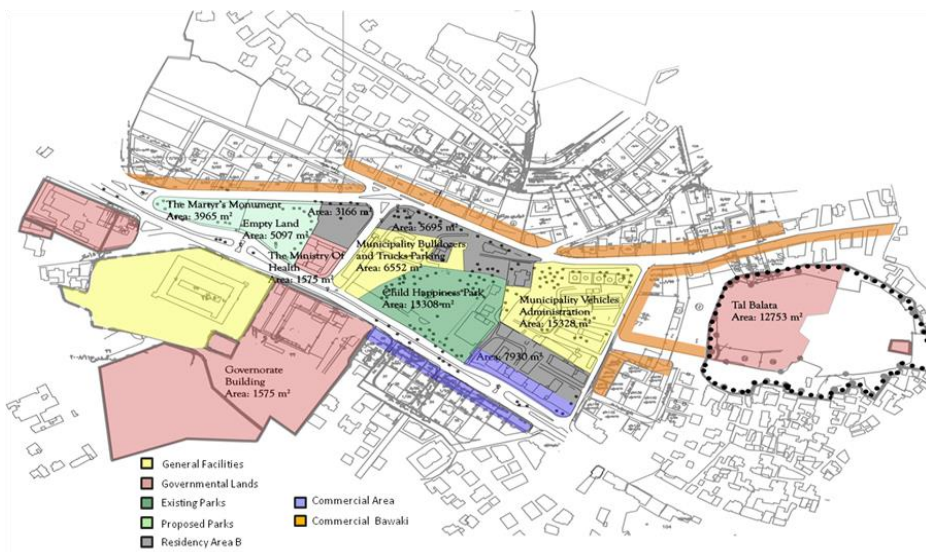 The Martyr's Monument
Area: 3965 m²
Area: 3166 m²
Empty Land
Area: 5097 m²
Area: 5695 m²
The Ministry Of
Health
Area: 1575 m²
Municipality Bulldozers
and Trucks Parking
Area: 6552 m²
Child Happiness Park
Area: 13308 m²
Municipality Vehicles
Administration
Area: 15328 m²
Tal Balata
Area: 12753 m²
Area: 7930 m²
Governorate
Building
Area: 1575 m²
General Facilities
Governmental Lands
Existing Parks
Proposed Parks
Residency Area B
Commercial Area
Commercial Bawaki